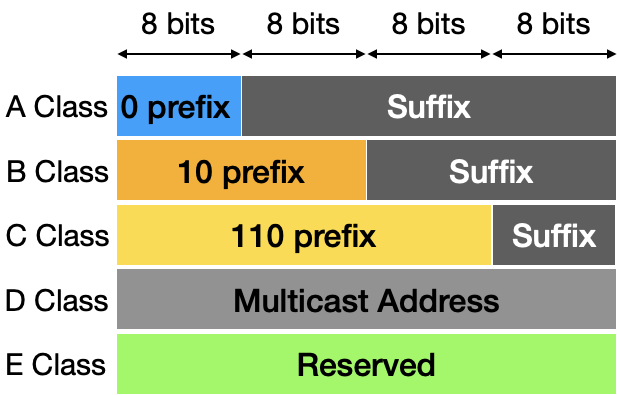 8 bits 8 bits 8 bits 8 bits
A Class 0 prefix Suffix
B Class 10 prefix Suffix
C Class 110 prefix Suffix
D Class Multicast Address
E Class Reserved